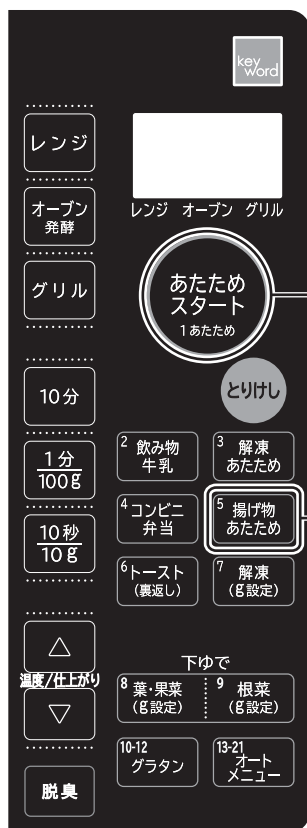 key
word
レンジ
オーブン
発酵
グリル
10分
1分
100g
10秒
10g
△
温度/仕上がり
▽
脱臭
レンジ オーブン グリル
あたため
スタート
1あたため
とりけし
2 飲み物
牛乳
3 解凍
あたため
4 コンビニ
弁当
5 揚げ物
あたため
6 トースト
(裏返し)
7 解凍
(g設定)
下ゆで
8 葉・果菜
(g設定)
9 根菜
(g設定)
10-12
グラタン
13-21
オート
メニュー